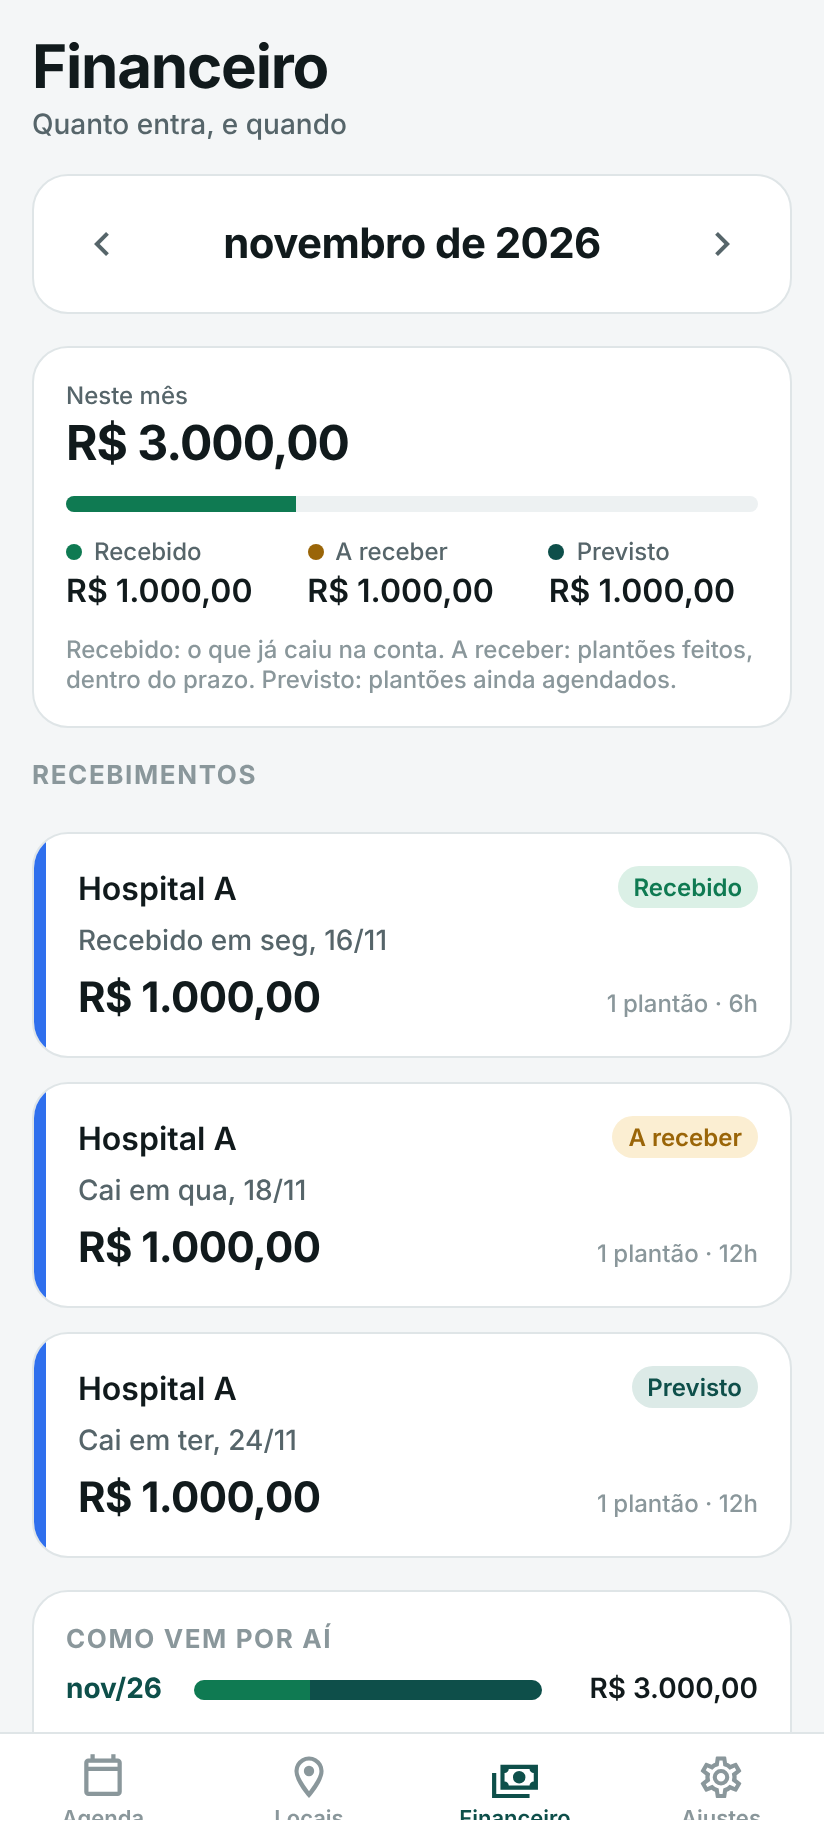 Financeiro
Quanto entra, e quando
novembro de 2026
Neste mês
R$ 3.000,00
Recebido
A receber
Previsto
R$ 1.000,00
R$ 1.000,00
R$ 1.000,00
Recebido: o que já caiu na conta. A receber: plantões feitos,
dentro do prazo. Previsto: plantões ainda agendados.
RECEBIMENTOS
Hospital A
Recebido
Recebido em seg, 16/11
R$ 1.000,00
1 plantão · 6h
Hospital A
A receber
Cai em qua, 18/11
R$ 1.000,00
1 plantão · 12h
Hospital A
Previsto
Cai em ter, 24/11
R$ 1.000,00
1 plantão · 12h
COMO VEM POR AÍ
nov/26
R$ 3.000,00
Agenda
Locais
Financeiro
Ajustes